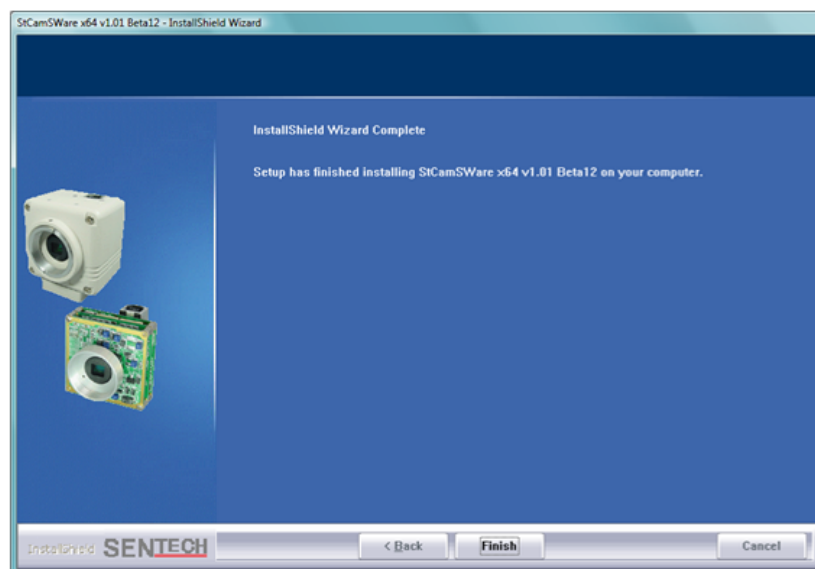 StCamSWare x64 v1.01 Beta12 - InstallShield Wizard
InstallShield Wizard Complete
Setup has finished installing StCamSWare x64 v1.01 Beta12 on your computer.
InstallShield SENTECH
< Back Finish Cancel